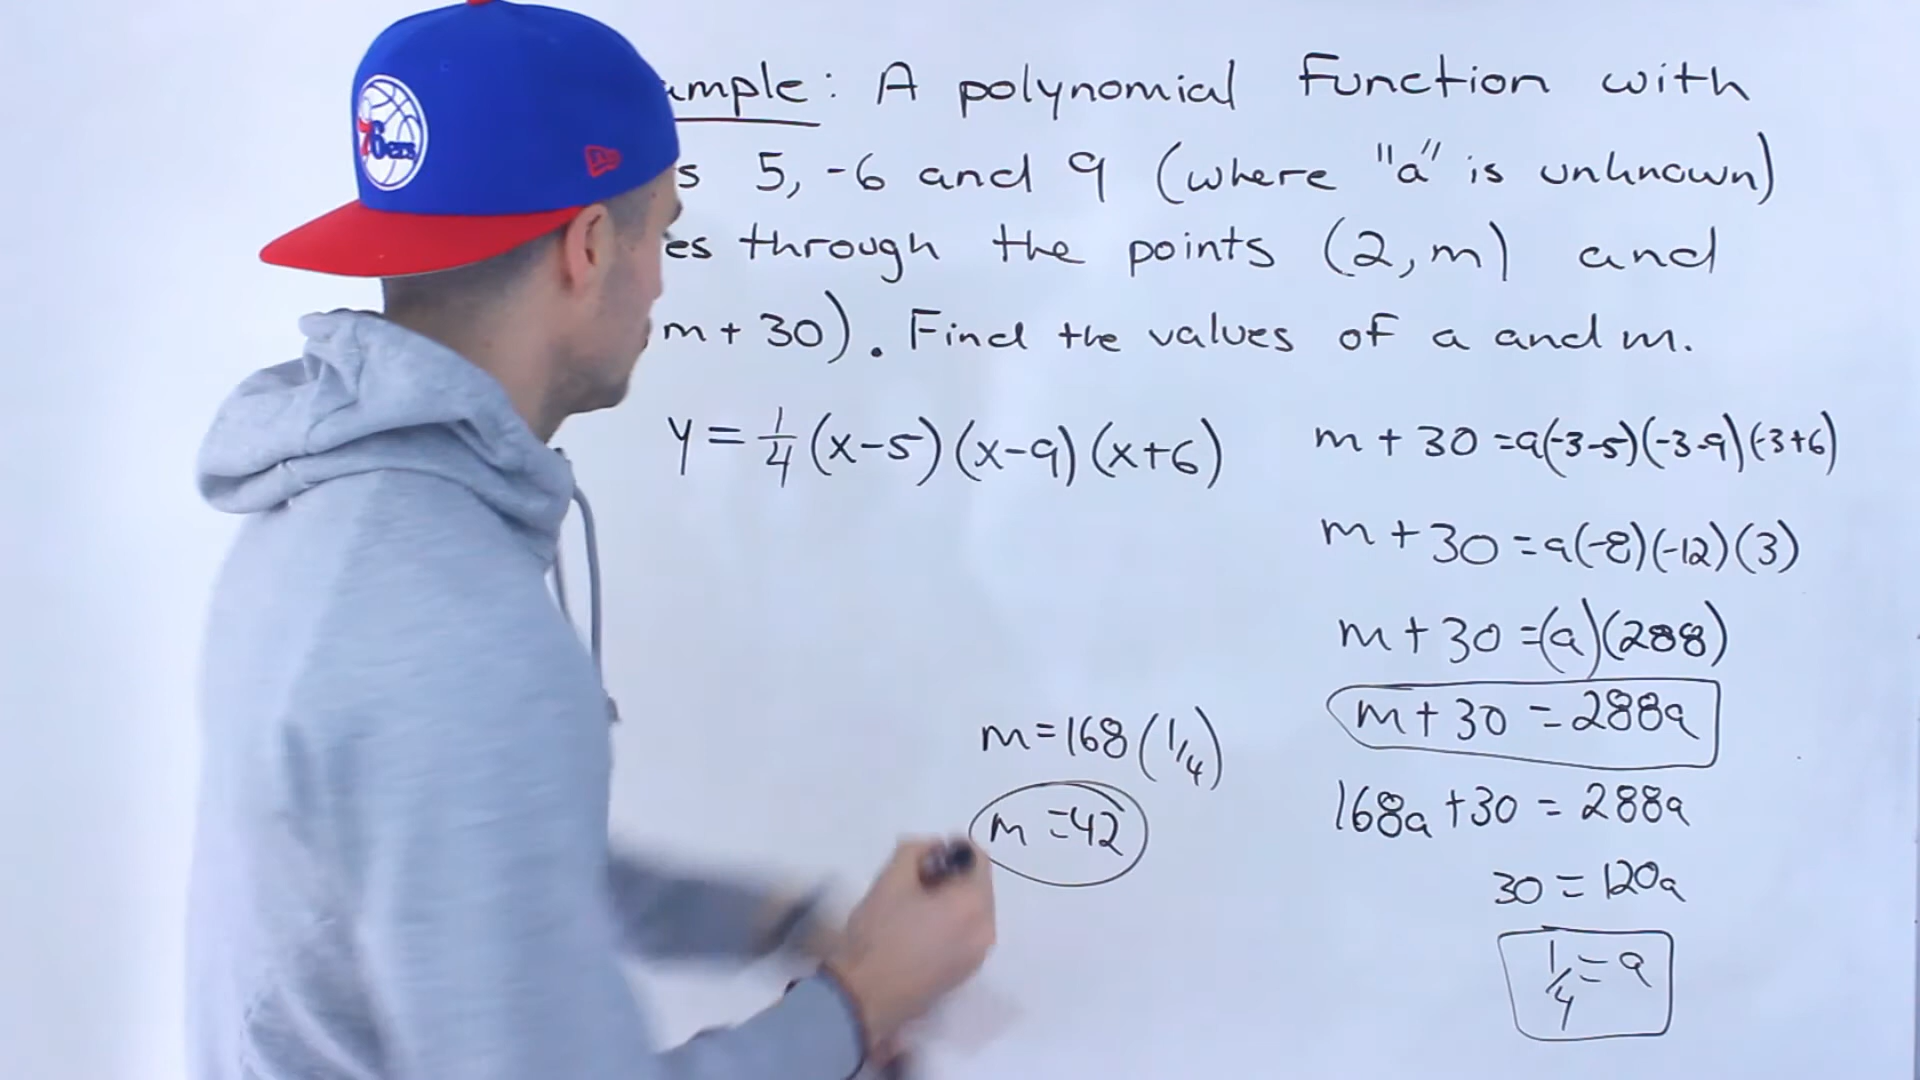 76ers
ample: A polynomial function with
s 5, -6 and 9 (where "a" is unknown)
es through the points (2, m) and
m + 30). Find the values of a and m.
y = 1/4 (x-5)(x-9)(x+6)
m + 30 = a(-3-5)(-3-9)(-3+6)
m + 30 = a(-8)(-12)(3)
m + 30 = (a)(288)
m + 30 = 288a
m = 168(1/4)
168a + 30 = 288a
m = 42
30 = 120a
1/4 = a